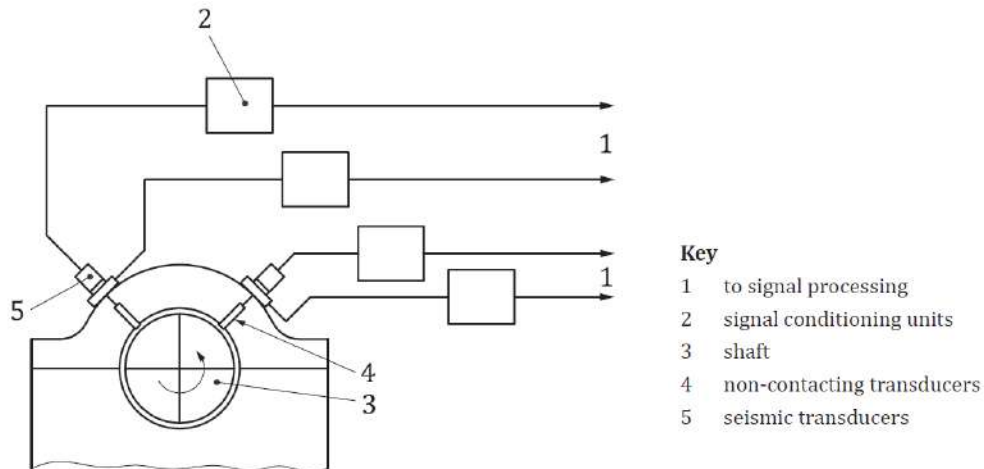 2
1
1
5
4
3
Key
1 to signal processing
2 signal conditioning units
3 shaft
4 non-contacting transducers
5 seismic transducers